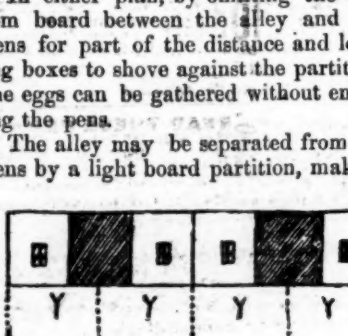 In either plan, by omitting the
m board between the alley and
ens for part of the distance and le
g boxes to shove against the partit
e eggs can be gathered without en
g the pens.
The alley may be separated from
ens by a light board partition, mak
Y Y Y Y